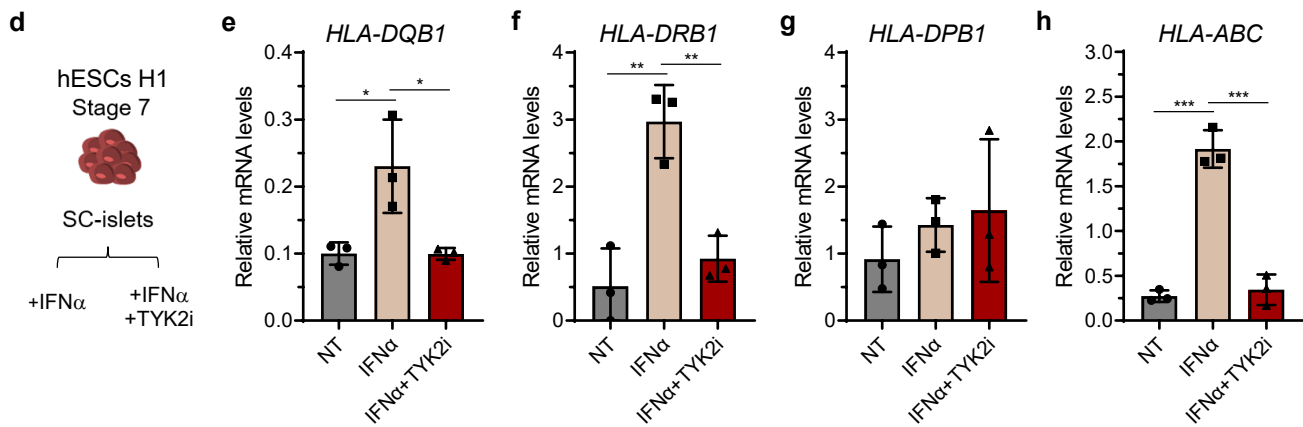 d
hESCs H1
Stage 7
SC-islets
+IFNα
+IFNα
+TYK2i
e
HLA-DQB1
Relative mRNA levels
0.4
0.3
0.2
0.1
0.0
*
*
NT
IFNα
IFNα+TYK2i
f
HLA-DRB1
Relative mRNA levels
4
3
2
1
0
**
**
NT
IFNα
IFNα+TYK2i
g
HLA-DPB1
Relative mRNA levels
4
3
2
1
0
NT
IFNα
IFNα+TYK2i
h
HLA-ABC
Relative mRNA levels
3.0
2.5
2.0
1.5
1.0
0.5
0.0
***
***
NT
IFNα
IFNα+TYK2i